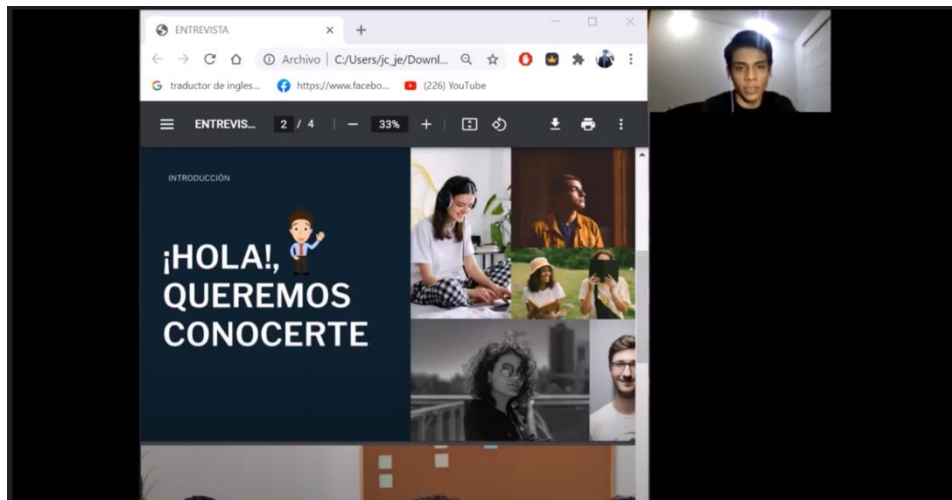 ENTREVISTA
Archivo | C:/Users/jc_je/Downl...
traductor de ingles...
https://www.facebo...
(226) YouTube
ENTREVIS...
2 / 4
33%
INTRODUCCIÓN
¡HOLA!,
QUEREMOS
CONOCERTE